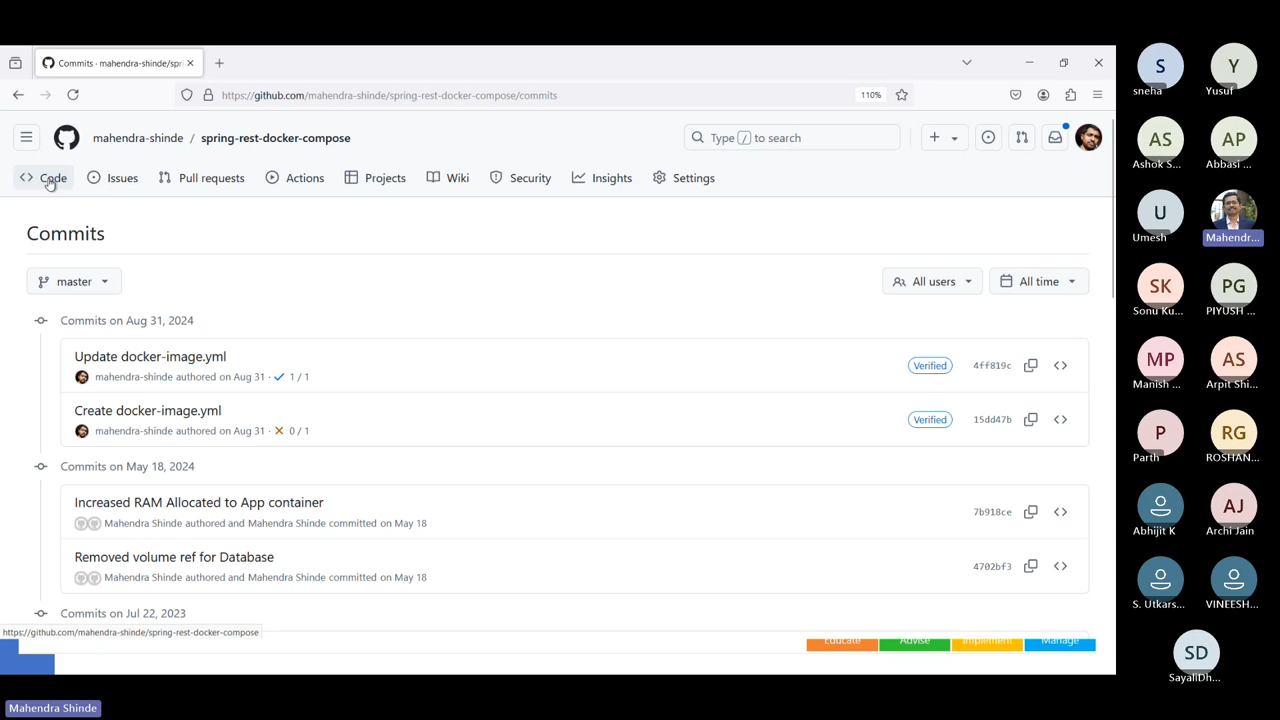 Commits · mahendra-shinde/spri
https://github.com/mahendra-shinde/spring-rest-docker-compose/commits
110%
mahendra-shinde / spring-rest-docker-compose
Type / to search
Code
Issues
Pull requests
Actions
Projects
Wiki
Security
Insights
Settings
Commits
master
All users
All time
Commits on Aug 31, 2024
Update docker-image.yml
mahendra-shinde authored on Aug 31 · 1 / 1
Verified
4ff819c
Create docker-image.yml
mahendra-shinde authored on Aug 31 · 0 / 1
Verified
15dd47b
Commits on May 18, 2024
Increased RAM Allocated to App container
Mahendra Shinde authored and Mahendra Shinde committed on May 18
7b918ce
Removed volume ref for Database
Mahendra Shinde authored and Mahendra Shinde committed on May 18
4702bf3
Commits on Jul 22, 2023
https://github.com/mahendra-shinde/spring-rest-docker-compose
Educate
Advise
Implement
Manage
Mahendra Shinde
S
sneha
Y
Yusuf
AS
Ashok S...
AP
Abbasi ...
U
Umesh
Mahendr...
SK
Sonu Ku...
PG
PIYUSH ...
MP
Manish ...
AS
Arpit Shi...
P
Parth
RG
ROSHAN...
Abhijit K
AJ
Archi Jain
S. Utkars...
VINEESH...
SD
SayaliDh...